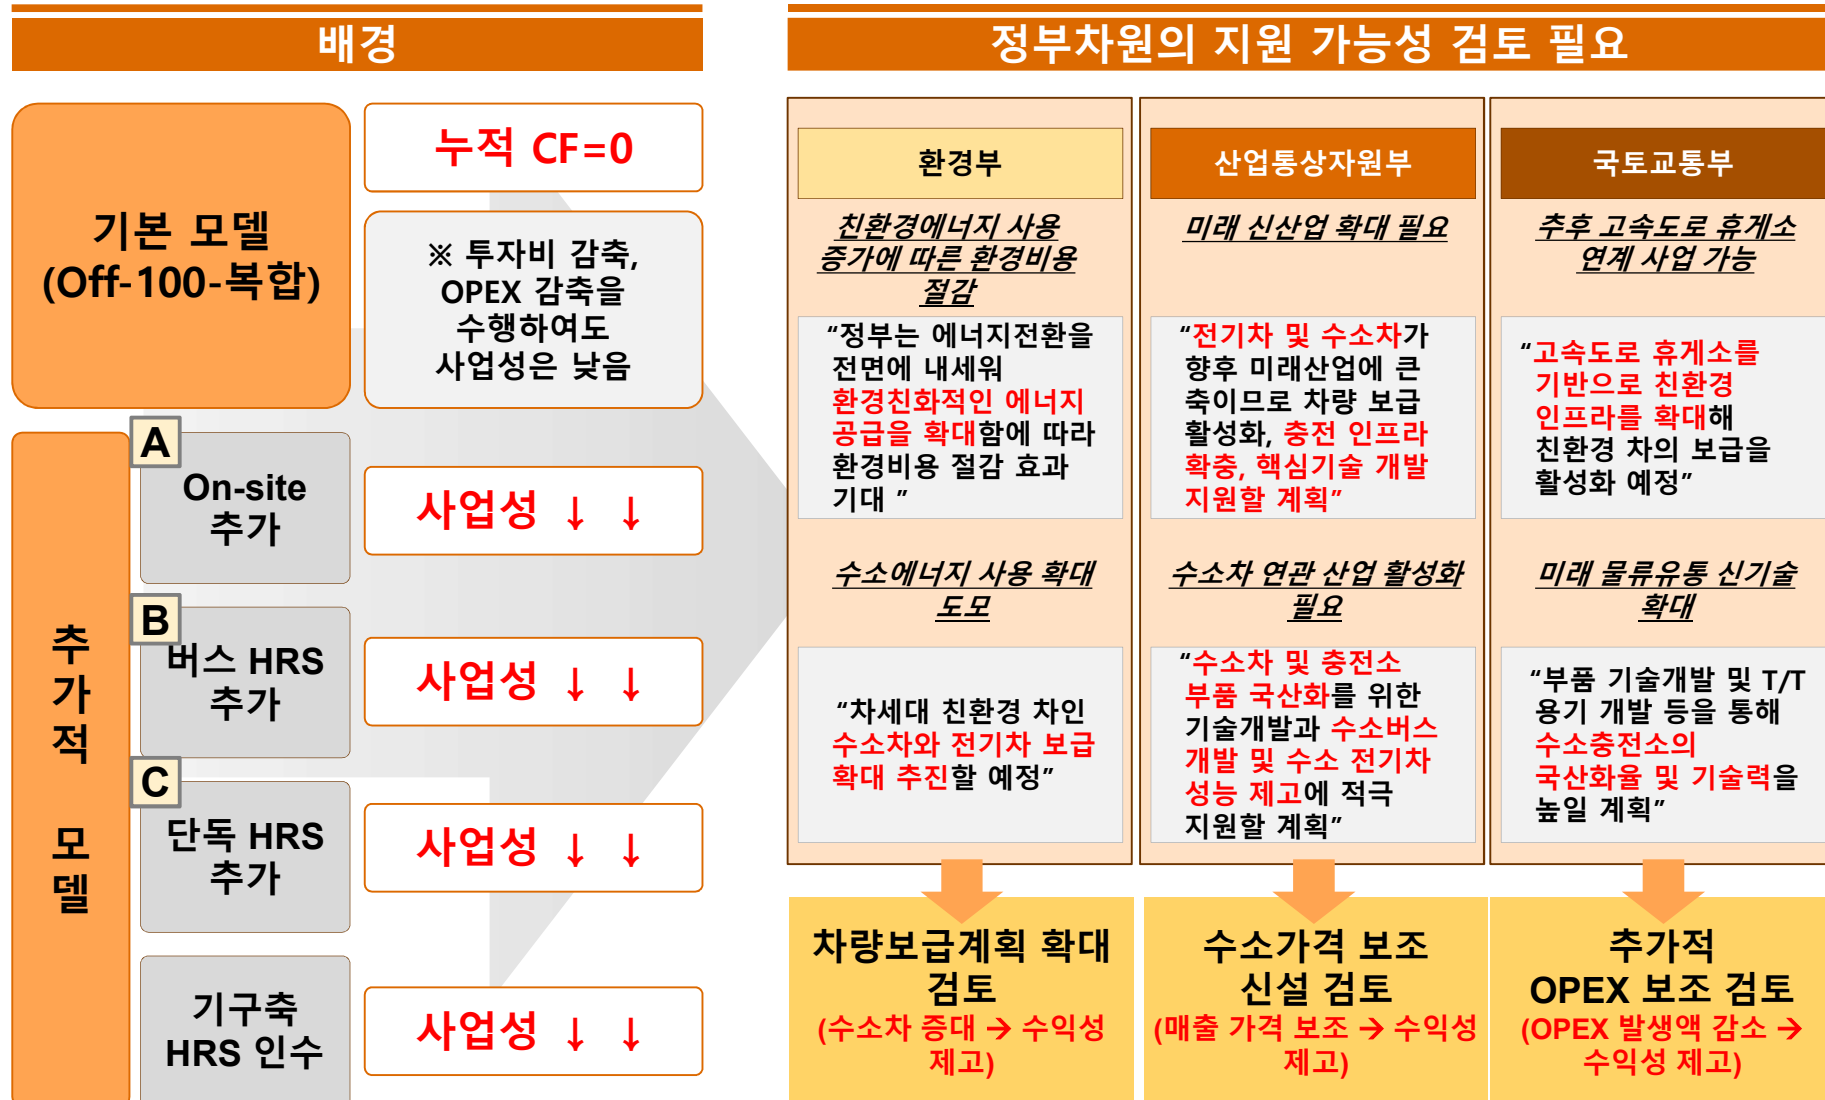 배경
누적 CF=0
기본 모델
(Off-100-복합)
※ 투자비 감축,
OPEX 감축을
수행하여도
사업성은 낮음
추가적 모델
A
On-site
추가
사업성 ↓ ↓
B
버스 HRS
추가
사업성 ↓ ↓
C
단독 HRS
추가
사업성 ↓ ↓
기구축
HRS 인수
사업성 ↓ ↓
정부차원의 지원 가능성 검토 필요
환경부
친환경에너지 사용
증가에 따른 환경비용
절감
“정부는 에너지전환을
전면에 내세워
환경친화적인 에너지
공급을 확대함에 따라
환경비용 절감 효과
기대 ”
수소에너지 사용 확대
도모
“차세대 친환경 차인
수소차와 전기차 보급
확대 추진할 예정”
차량보급계획 확대
검토
(수소차 증대 → 수익성
제고)
산업통상자원부
미래 신산업 확대 필요
“전기차 및 수소차가
향후 미래산업에 큰
축이므로 차량 보급
활성화, 충전 인프라
확충, 핵심기술 개발
지원할 계획”
수소차 연관 산업 활성화
필요
“수소차 및 충전소
부품 국산화를 위한
기술개발과 수소버스
개발 및 수소 전기차
성능 제고에 적극
지원할 계획”
수소가격 보조
신설 검토
(매출 가격 보조 → 수익성
제고)
국토교통부
추후 고속도로 휴게소
연계 사업 가능
“고속도로 휴게소를
기반으로 친환경
인프라를 확대해
친환경 차의 보급을
활성화 예정”
미래 물류유통 신기술
확대
“부품 기술개발 및 T/T
용기 개발 등을 통해
수소충전소의
국산화율 및 기술력을
높일 계획”
추가적
OPEX 보조 검토
(OPEX 발생액 감소 →
수익성 제고)